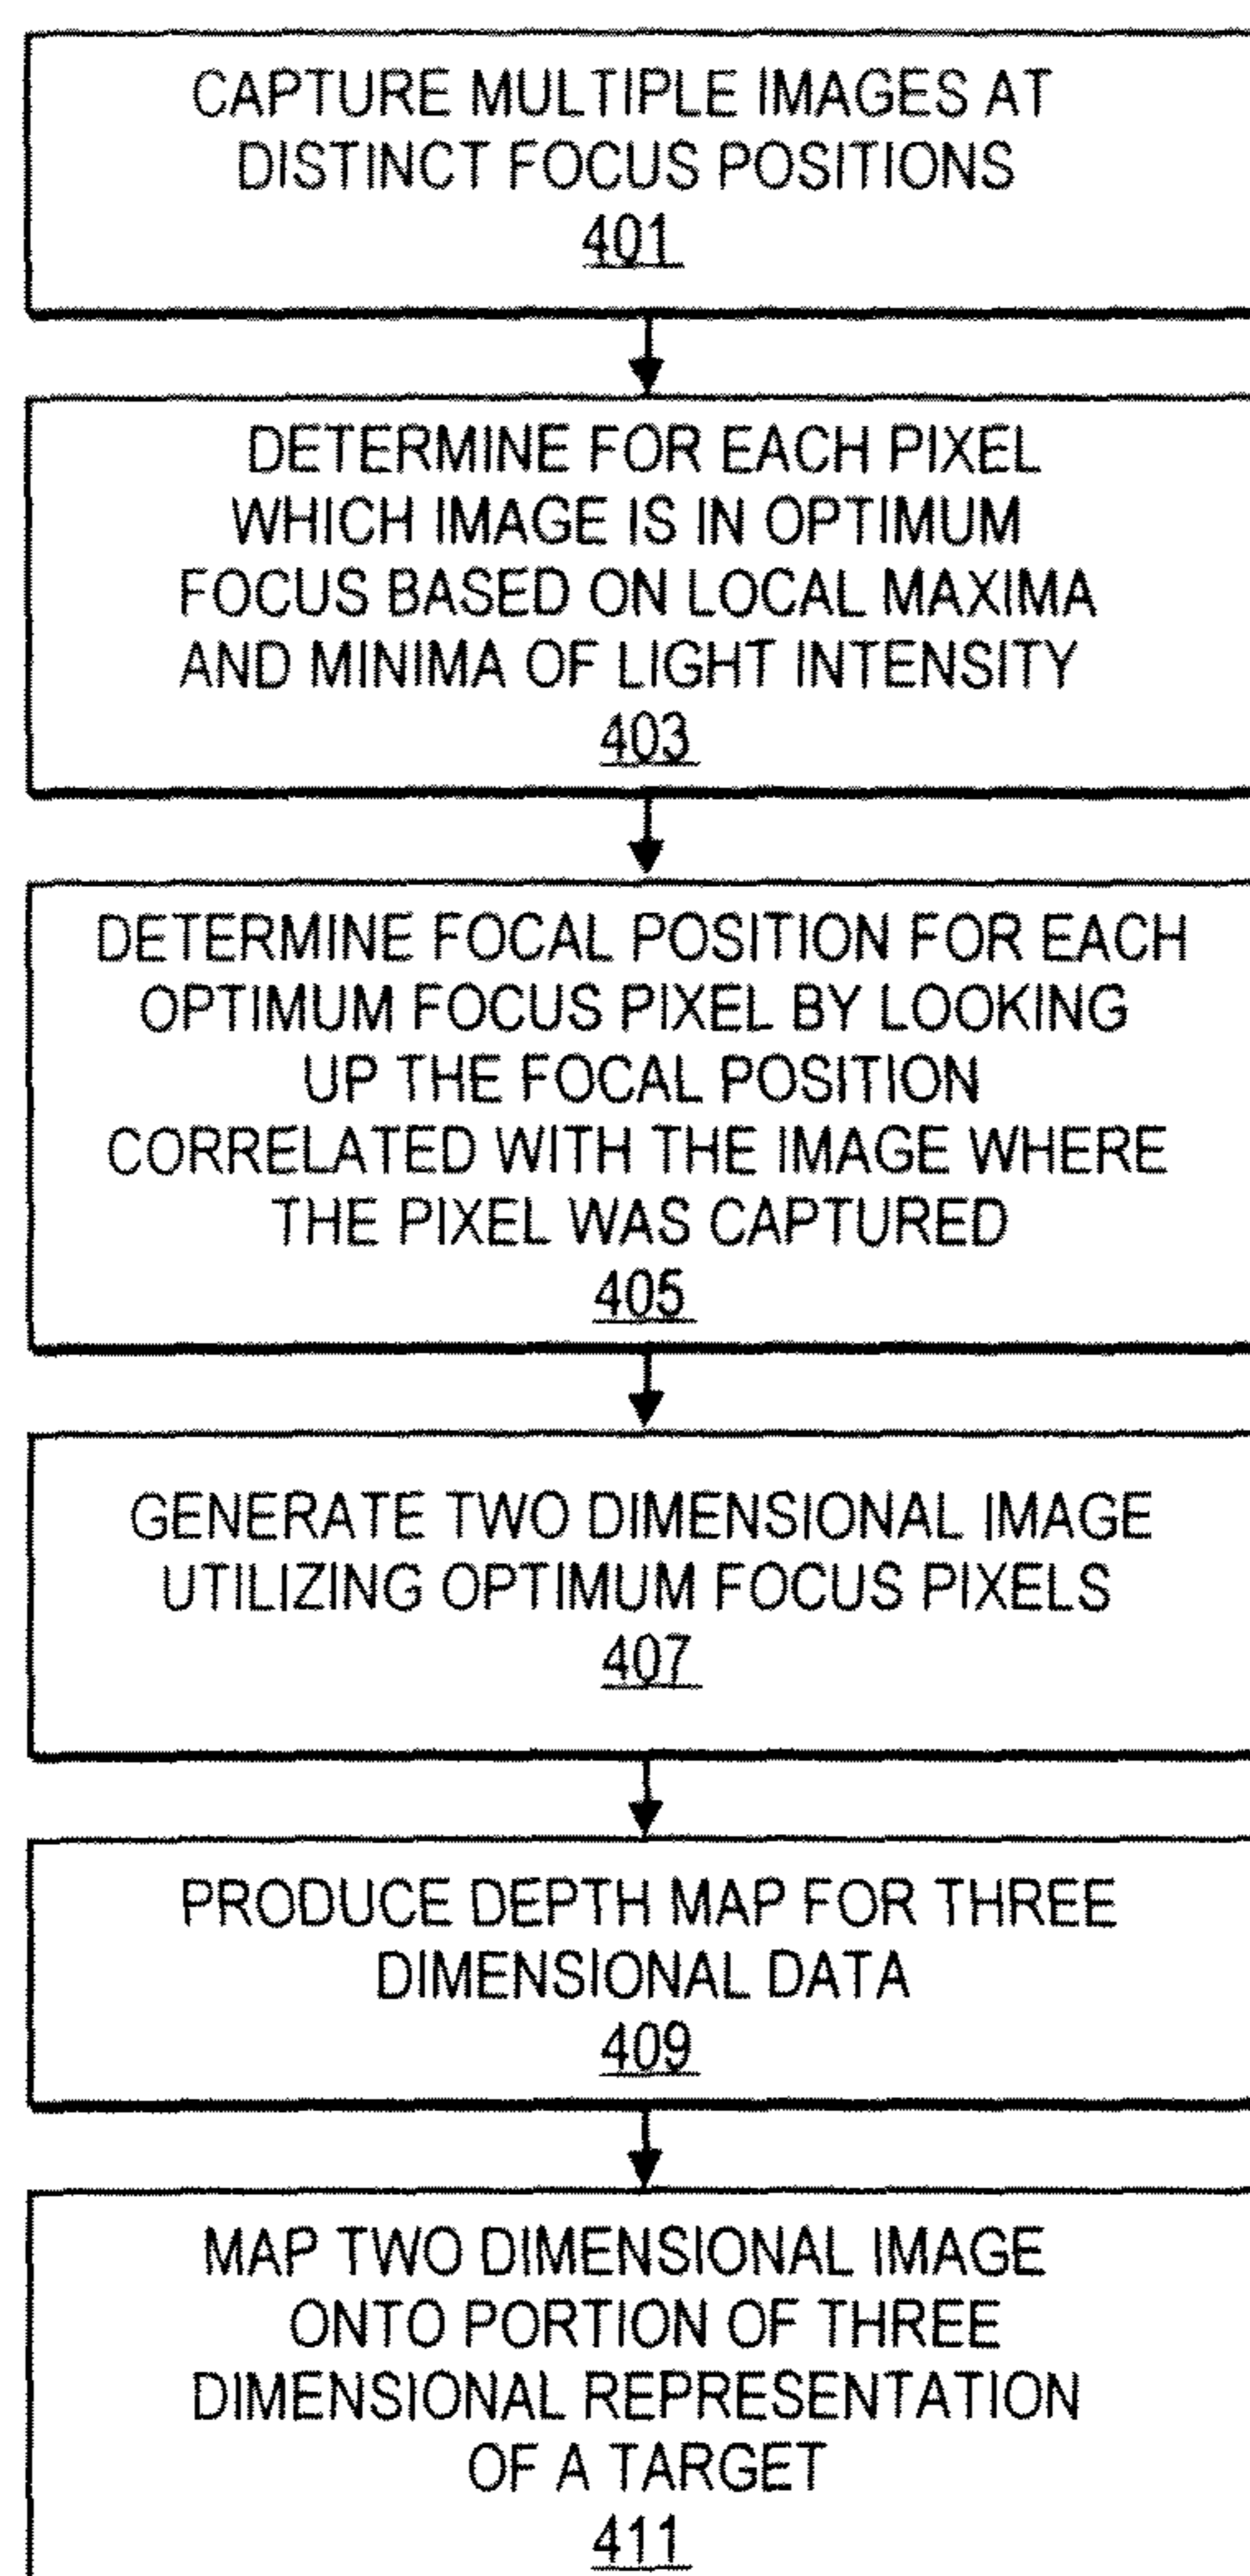 CAPTURE MULTIPLE IMAGES AT
DISTINCT FOCUS POSITIONS
401
DETERMINE FOR EACH PIXEL
WHICH IMAGE IS IN OPTIMUM
FOCUS BASED ON LOCAL MAXIMA
AND MINIMA OF LIGHT INTENSITY
403
DETERMINE FOCAL POSITION FOR EACH
OPTIMUM FOCUS PIXEL BY LOOKING
UP THE FOCAL POSITION
CORRELATED WITH THE IMAGE WHERE
THE PIXEL WAS CAPTURED
405
GENERATE TWO DIMENSIONAL IMAGE
UTILIZING OPTIMUM FOCUS PIXELS
407
PRODUCE DEPTH MAP FOR THREE
DIMENSIONAL DATA
409
MAP TWO DIMENSIONAL IMAGE
ONTO PORTION OF THREE
DIMENSIONAL REPRESENTATION
OF A TARGET
411